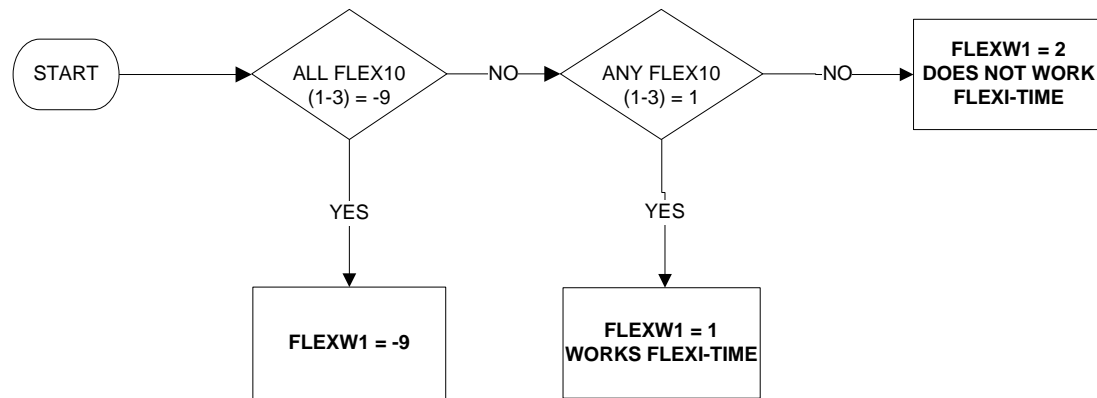 START
ALL FLEX10
(1-3) = -9
NO
ANY FLEX10
(1-3) = 1
NO
FLEXW1 = 2
DOES NOT WORK
FLEXI-TIME
YES
YES
FLEXW1 = -9
FLEXW1 = 1
WORKS FLEXI-TIME